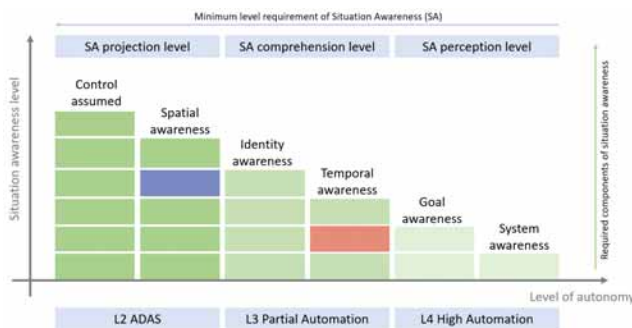 Minimum level requirement of Situation Awareness (SA)
SA projection level
SA comprehension level
SA perception level
Control
assumed
Spatial
awareness
Identity
awareness
Temporal
awareness
Goal
awareness
System
awareness
Situation awareness level
Required components of situation awareness
Level of autonomy
L2 ADAS
L3 Partial Automation
L4 High Automation